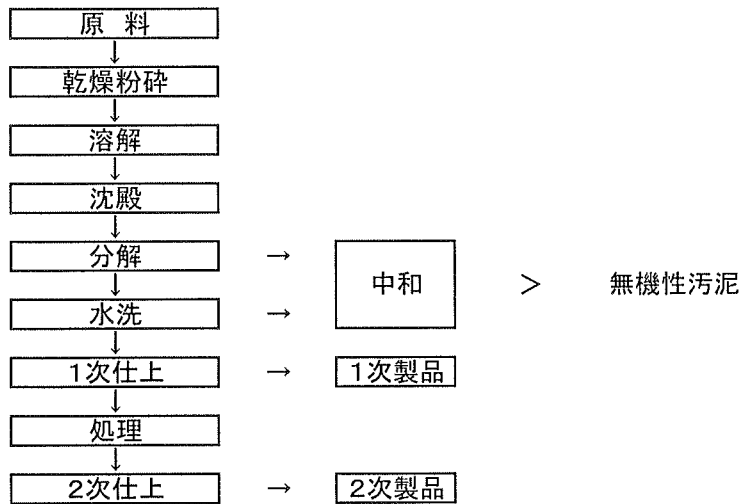 原 料
↓
乾燥粉砕
↓
溶解
↓
沈殿
↓
分解 →
中和 > 無機性汚泥
↓
水洗 →
↓
1次仕上 → 1次製品
↓
処理
↓
2次仕上 → 2次製品